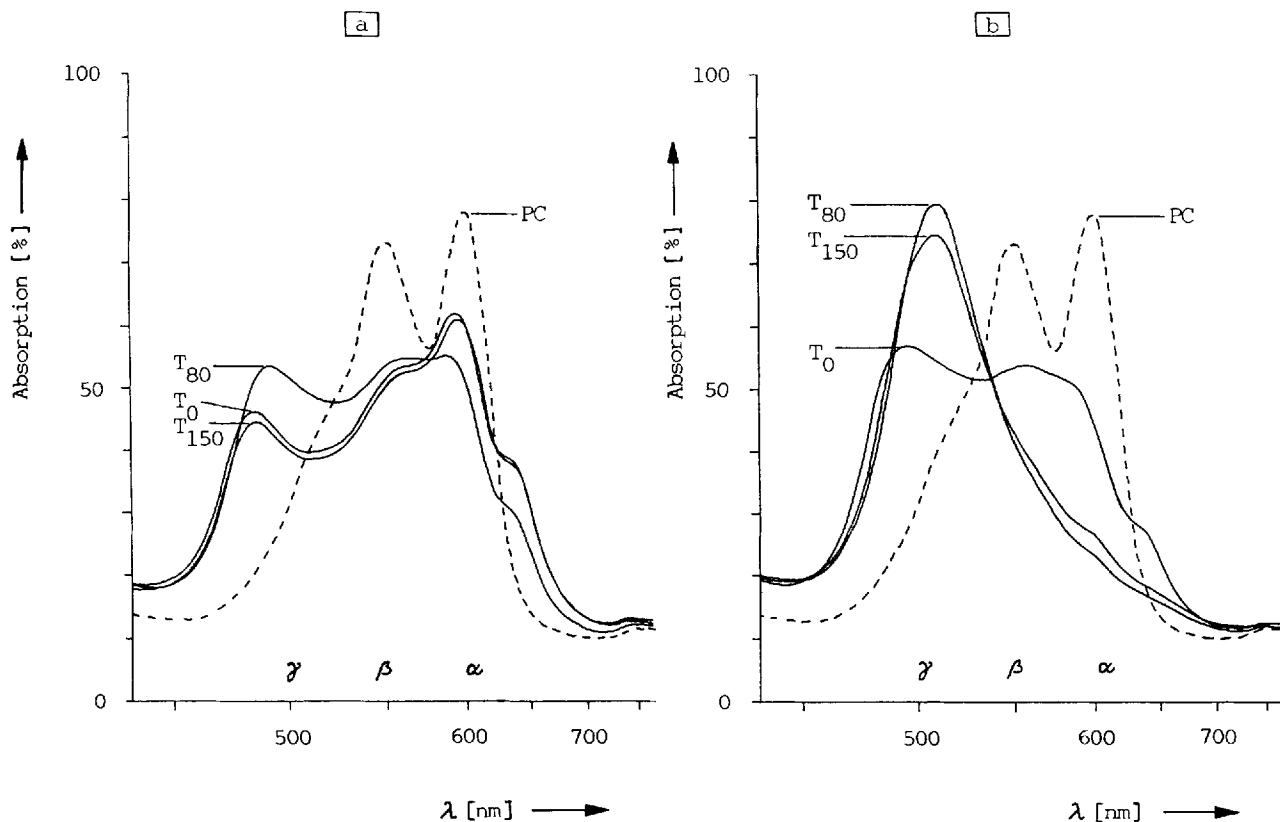 a
100
50
0
Absorption [%]
PC
T80
T0
T150
γ β α
500 600 700
λ [nm]
b
100
50
0
Absorption [%]
T80
T150
T0
PC
γ β α
500 600 700
λ [nm]